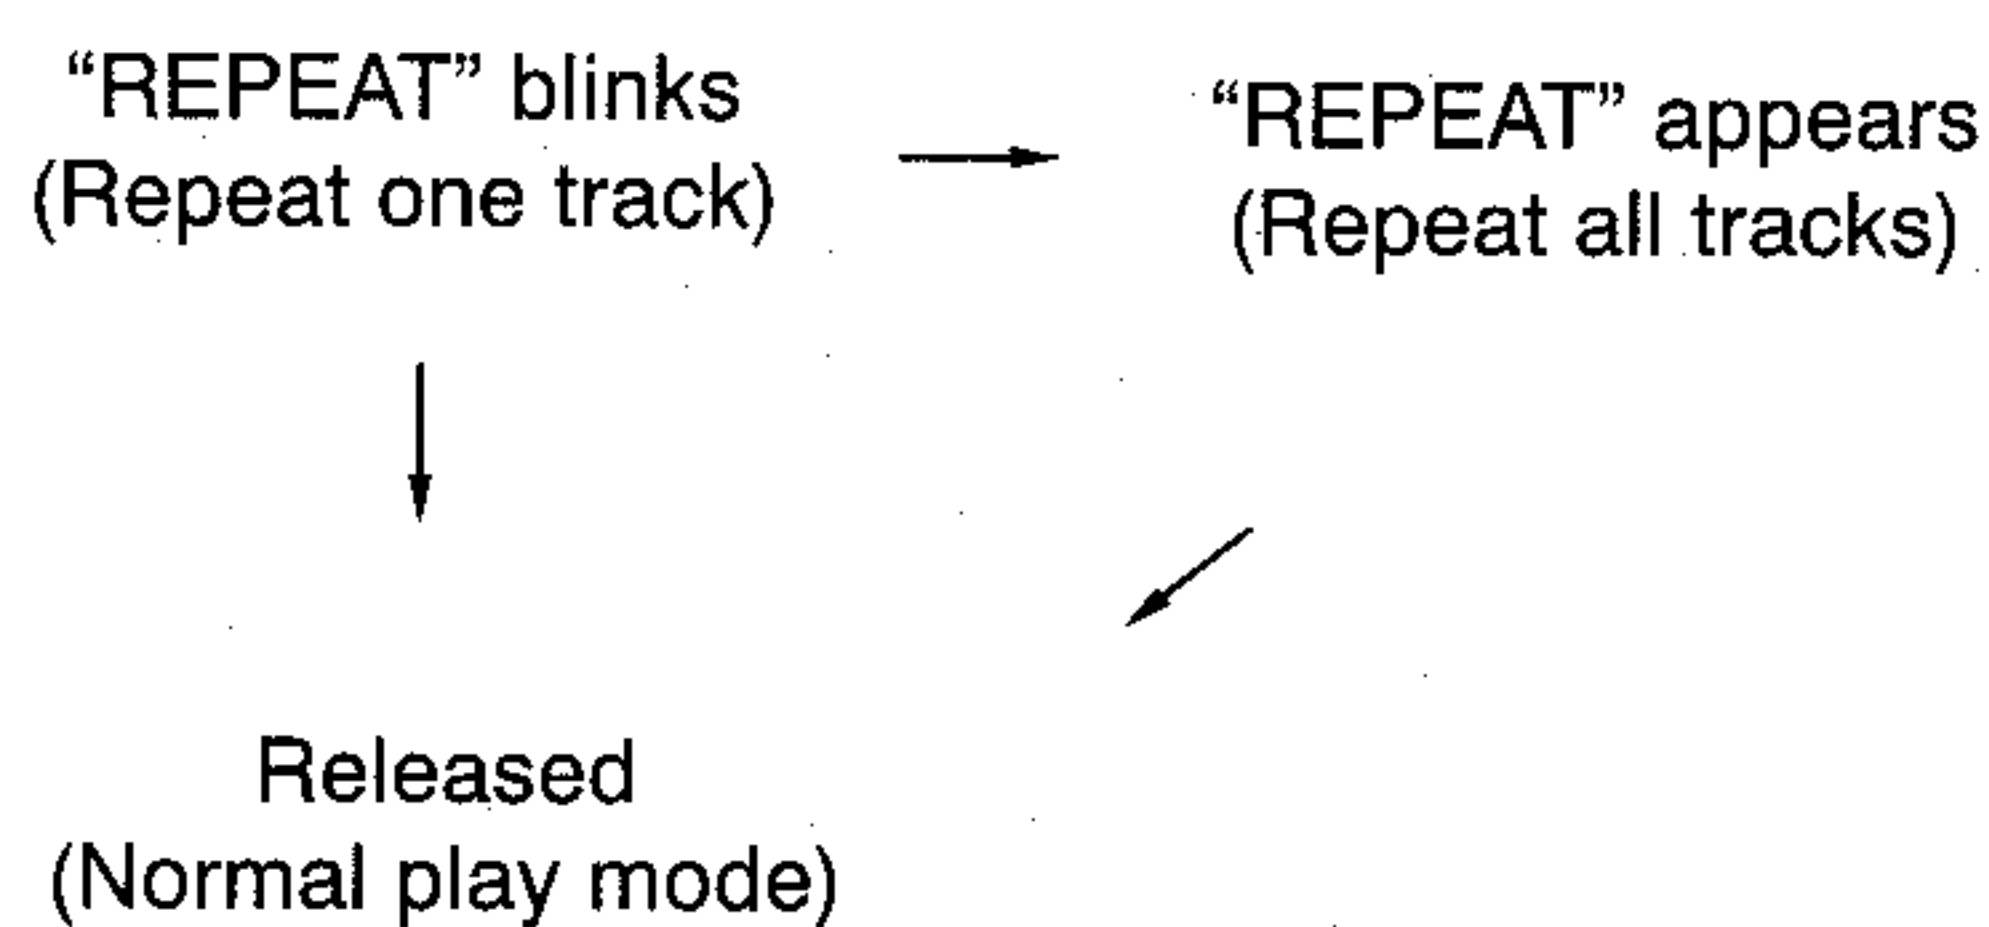 “REPEAT” blinks
(Repeat one track)
“REPEAT” appears
(Repeat all tracks)
Released
(Normal play mode)